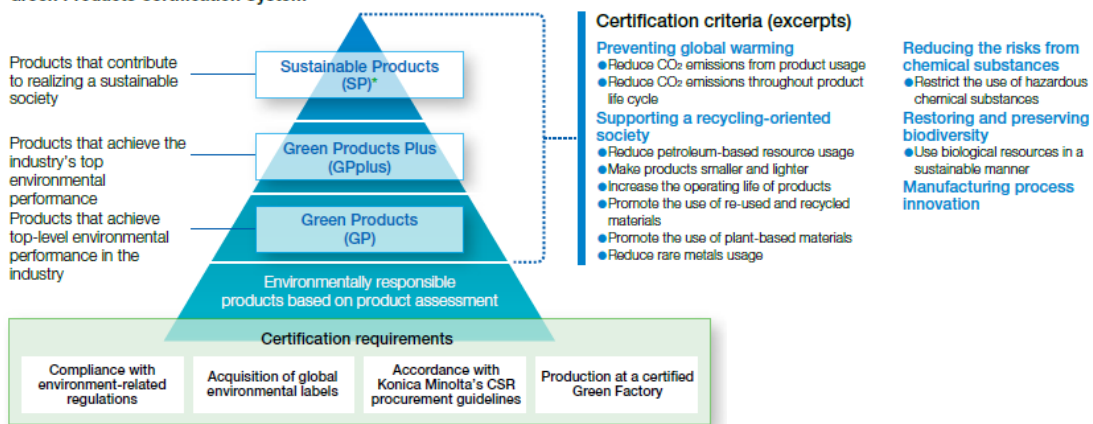 Green Products Certification System
Products that contribute
to realizing a sustainable
society
Sustainable Products
(SP)*
Products that achieve the
industry's top
environmental
performance
Green Products Plus
(GPplus)
Products that achieve
top-level environmental
performance in the
industry
Green Products
(GP)
Environmentally responsible
products based on product assessment
Certification requirements
Compliance with
environment-related
regulations
Acquisition of global
environmental labels
Accordance with
Konica Minolta's CSR
procurement guidelines
Production at a certified
Green Factory
Certification criteria (excerpts)
Preventing global warming
●Reduce CO₂ emissions from product usage
●Reduce CO₂ emissions throughout product
life cycle
Supporting a recycling-oriented
society
●Reduce petroleum-based resource usage
●Make products smaller and lighter
●Increase the operating life of products
●Promote the use of re-used and recycled
materials
●Promote the use of plant-based materials
●Reduce rare metals usage
Reducing the risks from
chemical substances
●Restrict the use of hazardous
chemical substances
Restoring and preserving
biodiversity
●Use biological resources in a
sustainable manner
Manufacturing process
innovation